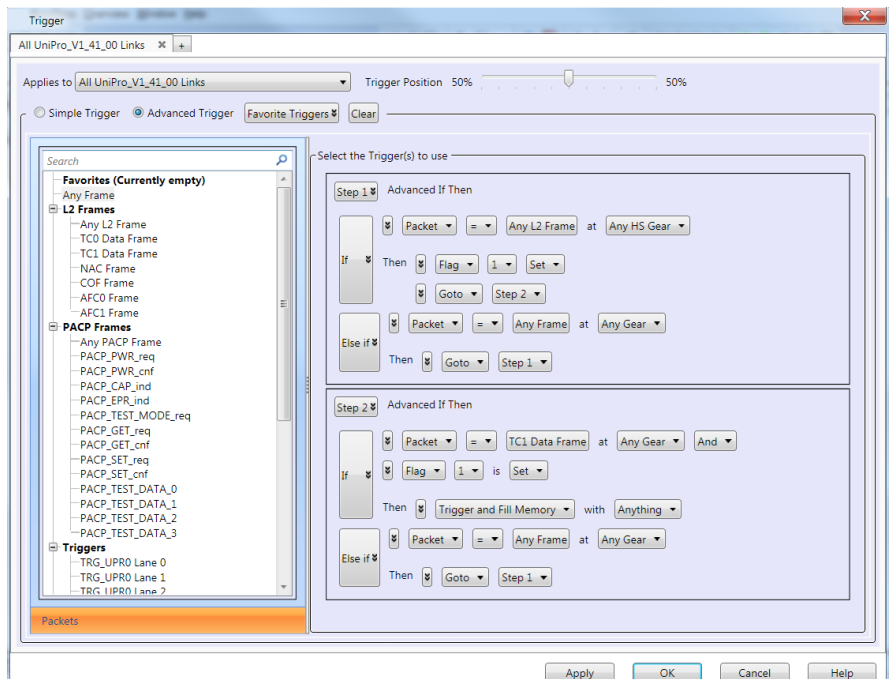 Trigger
All UniPro_V1_41_00 Links
Applies to All UniPro_V1_41_00 Links Trigger Position 50% 50%
Simple Trigger Advanced Trigger Favorite Triggers Clear
Search
Favorites (Currently empty)
Any Frame
L2 Frames
Any L2 Frame
TC0 Data Frame
TC1 Data Frame
NAC Frame
COF Frame
AFC0 Frame
AFC1 Frame
PACP Frames
Any PACP Frame
PACP_PWR_req
PACP_PWR_cnf
PACP_CAP_ind
PACP_EPR_ind
PACP_TEST_MODE_req
PACP_GET_req
PACP_GET_cnf
PACP_SET_req
PACP_SET_cnf
PACP_TEST_DATA_0
PACP_TEST_DATA_1
PACP_TEST_DATA_2
PACP_TEST_DATA_3
Triggers
TRG_UPR0 Lane 0
TRG_UPR0 Lane 1
TRG_UPR0 Lane 2
Packets
Select the Trigger(s) to use
Step 1 Advanced If Then
If
Packet = Any L2 Frame at Any HS Gear
Then Flag 1 Set
Goto Step 2
Else if
Packet = Any Frame at Any Gear
Then Goto Step 1
Step 2 Advanced If Then
If
Packet = TC1 Data Frame at Any Gear And
Flag 1 is Set
Then Trigger and Fill Memory with Anything
Else if
Packet = Any Frame at Any Gear
Then Goto Step 1
Apply OK Cancel Help